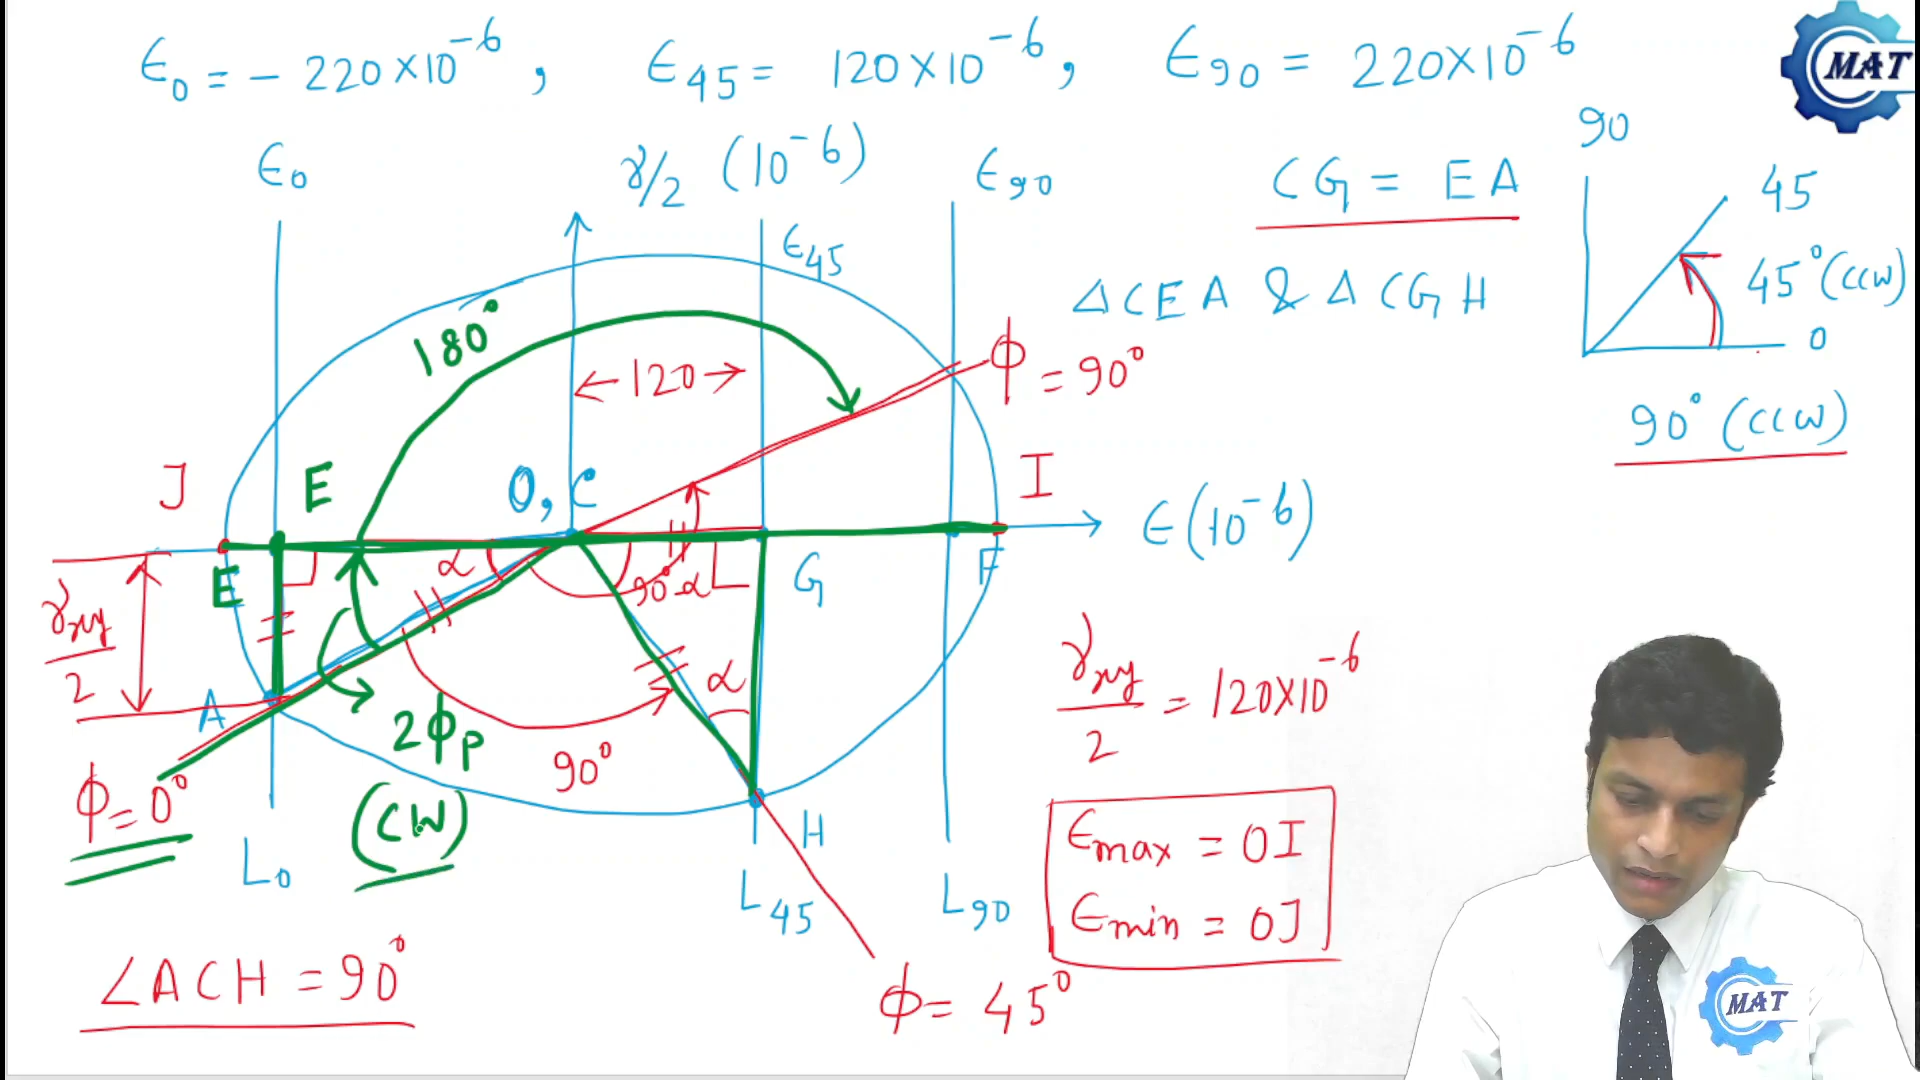 ϵ₀ = - 220×10⁻⁶, ϵ₄₅ = 120×10⁻⁶, ϵ₉₀ = 220×10⁻⁶
MAT
ϵ₀
γ/2 (10⁻⁶)
ϵ₉₀
CG = EA
90
45
45° (CCW)
0
90° (CCW)
ϵ₄₅
△CEA & △CGH
180°
←120→
ϕ = 90°
J
E
O, C
I
ϵ(10⁻⁶)
E
α
90°-α
G
F
γxy/2
A
α
γxy/2 = 120×10⁻⁶
2ϕp
(CW)
90°
ϕ = 0°
H
ϵmax = OI
ϵmin = OJ
L₀
L₄₅
L₉₀
∠ACH = 90°
ϕ = 45°
MAT